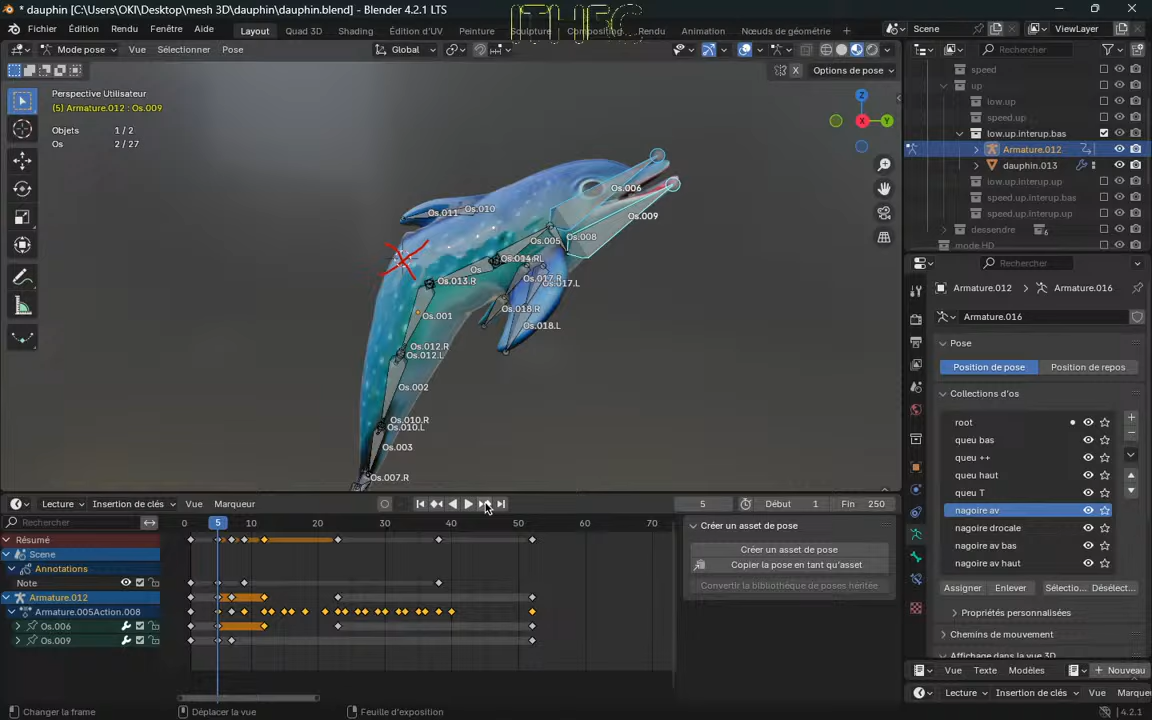 * dauphin [C:\Users\OKI\Desktop\mesh 3D\dauphin\dauphin.blend] - Blender 4.2.1 LTS
Fichier Éditon Rendu Fenêtre Aide Layout Quad 3D Shading Édition d'UV Peinture Sculpture Compositing Rendu Animation Nœuds de géométrie Scene ViewLayer
Mode pose Vue Sélectionner Pose Global Rechercher
X Options de pose
Perspective Utilisateur
(5) Armature.012 : Os.009
Objets 1 / 2
Os 2 / 27
Z
X
Y
Os.006
Os.009
Os.011
Os.010
Os.005
Os.008
Os.013.R
Os.017.R
Os.017.L
Os.001
Os.018.R
Os.018.L
Os.012.R
Os.012.L
Os.002
Os.010.R
Os.010.L
Os.003
Os.007.R
speed
up
low.up
speed.up
low.up.interup.bas
Armature.012
dauphin.013
low.up.interup.up
speed.up.interup.bas
speed.up.interup.up
dessendre 6
mode HD
Rechercher
Armature.012 > Armature.016
Armature.016
Pose
Position de pose Position de repos
Collections d'os
root
queu bas
queu ++
queu haut
queu T
nagoire av
nagoire drocale
nagoire av bas
nagoire av haut
Assigner Enlever Sélectio... Désélect...
Propriétés personnalisées
Chemins de mouvement
Affichage dans la vue 3D
Vue Texte Modèles Nouveau
Lecture Insertion de clés Vue Marque
Lecture Insertion de clés Vue Marqueur 5 Début 1 Fin 250
Rechercher 0 5 10 20 30 40 50 60 70
Résumé
Scene
Annotations
Note
Armature.012
Armature.005Action.008
Os.006
Os.009
Créer un asset de pose
Créer un asset de pose
Copier la pose en tant qu'asset
Convertir la bibliothèque de poses héritée
Changer la frame Déplacer la vue Feuille d'exposition 4.2.1